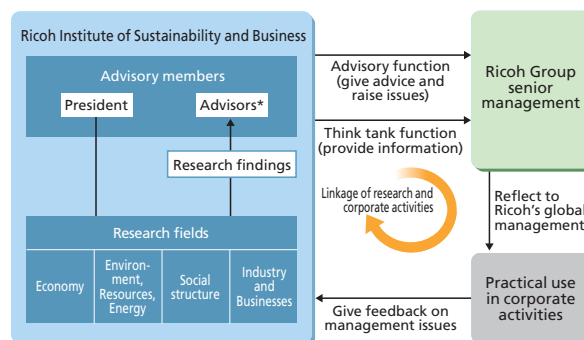 Ricoh Institute of Sustainability and Business
Advisory members
President
Advisors*
Research findings
Research fields
Economy
Environ-
ment,
Resources,
Energy
Social
structure
Industry
and
Businesses
Advisory function
(give advice and
raise issues)
Think tank function
(provide information)
Linkage of research and
corporate activities
Ricoh Group
senior
management
Reflect to
Ricoh's global
management
Practical use
in corporate
activities
Give feedback on
management issues